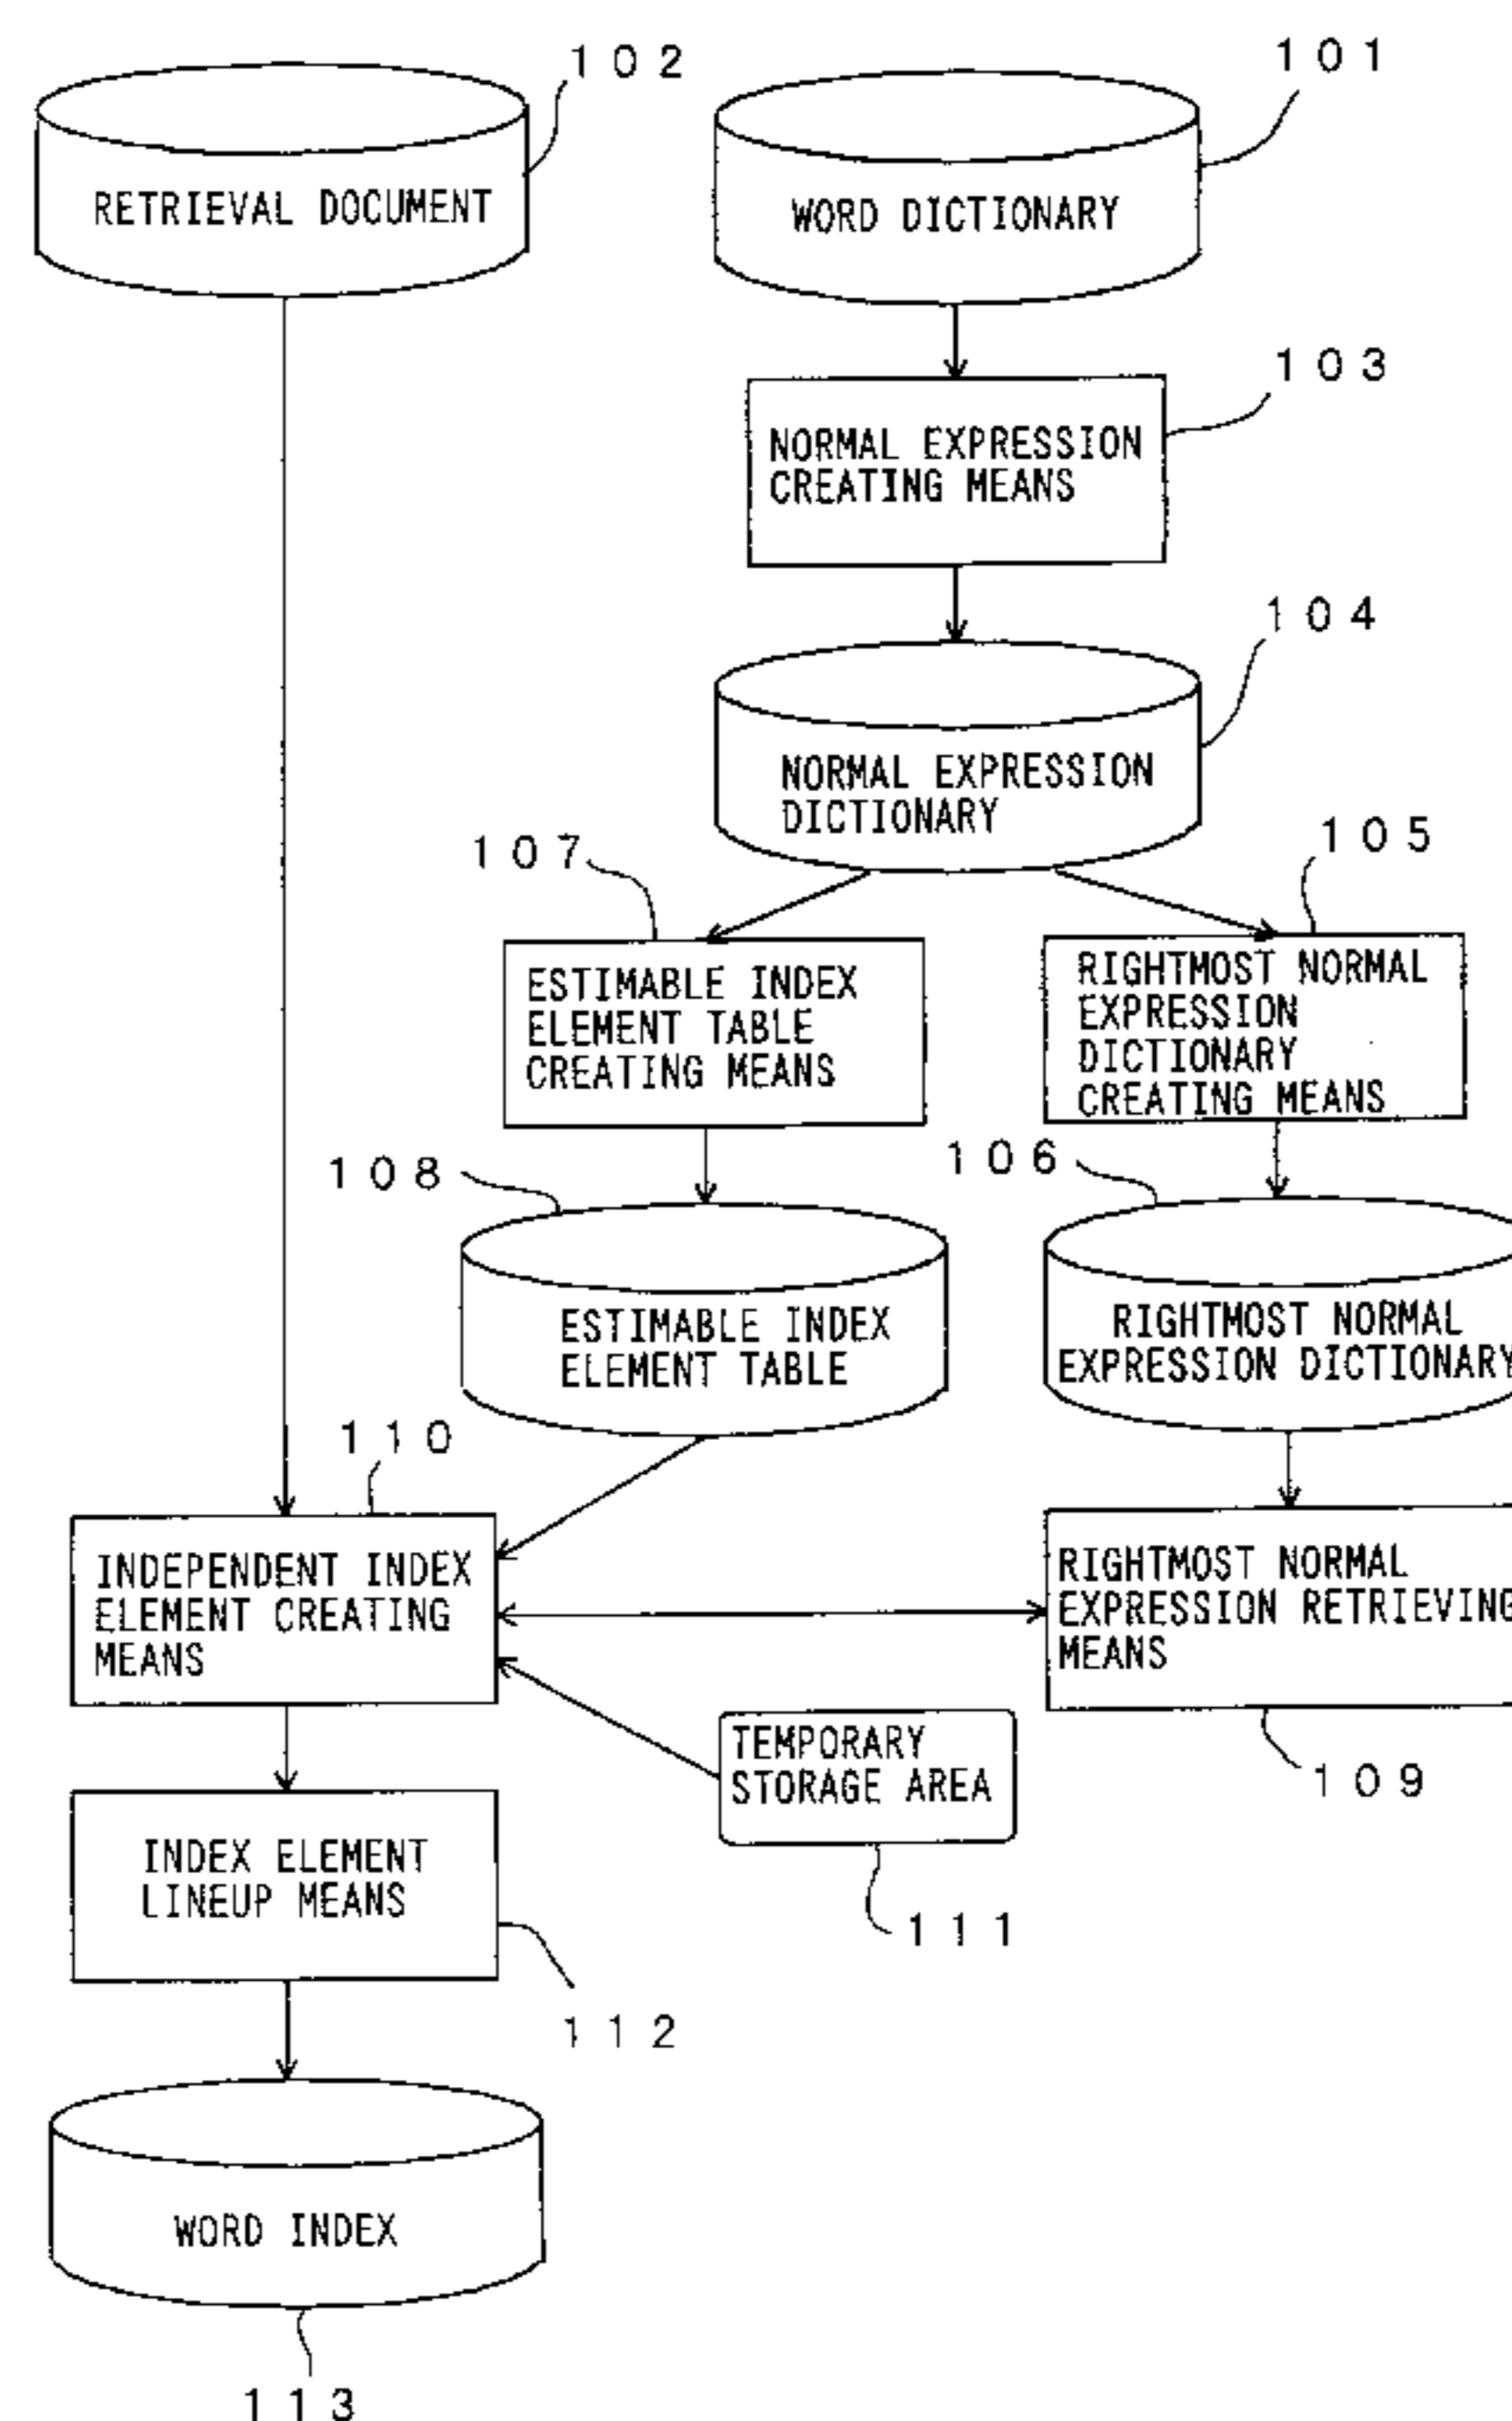 102
101
RETRIEVAL DOCUMENT
WORD DICTIONARY
103
NORMAL EXPRESSION
CREATING MEANS
104
NORMAL EXPRESSION
DICTIONARY
107
105
ESTIMABLE INDEX
ELEMENT TABLE
CREATING MEANS
RIGHTMOST NORMAL
EXPRESSION
DICTIONARY
CREATING MEANS
108
106
ESTIMABLE INDEX
ELEMENT TABLE
RIGHTMOST NORMAL
EXPRESSION DICTIONARY
110
INDEPENDENT INDEX
ELEMENT CREATING
MEANS
RIGHTMOST NORMAL
EXPRESSION RETRIEVING
MEANS
TEMPORARY
STORAGE AREA
109
INDEX ELEMENT
LINEUP MEANS
111
112
WORD INDEX
113